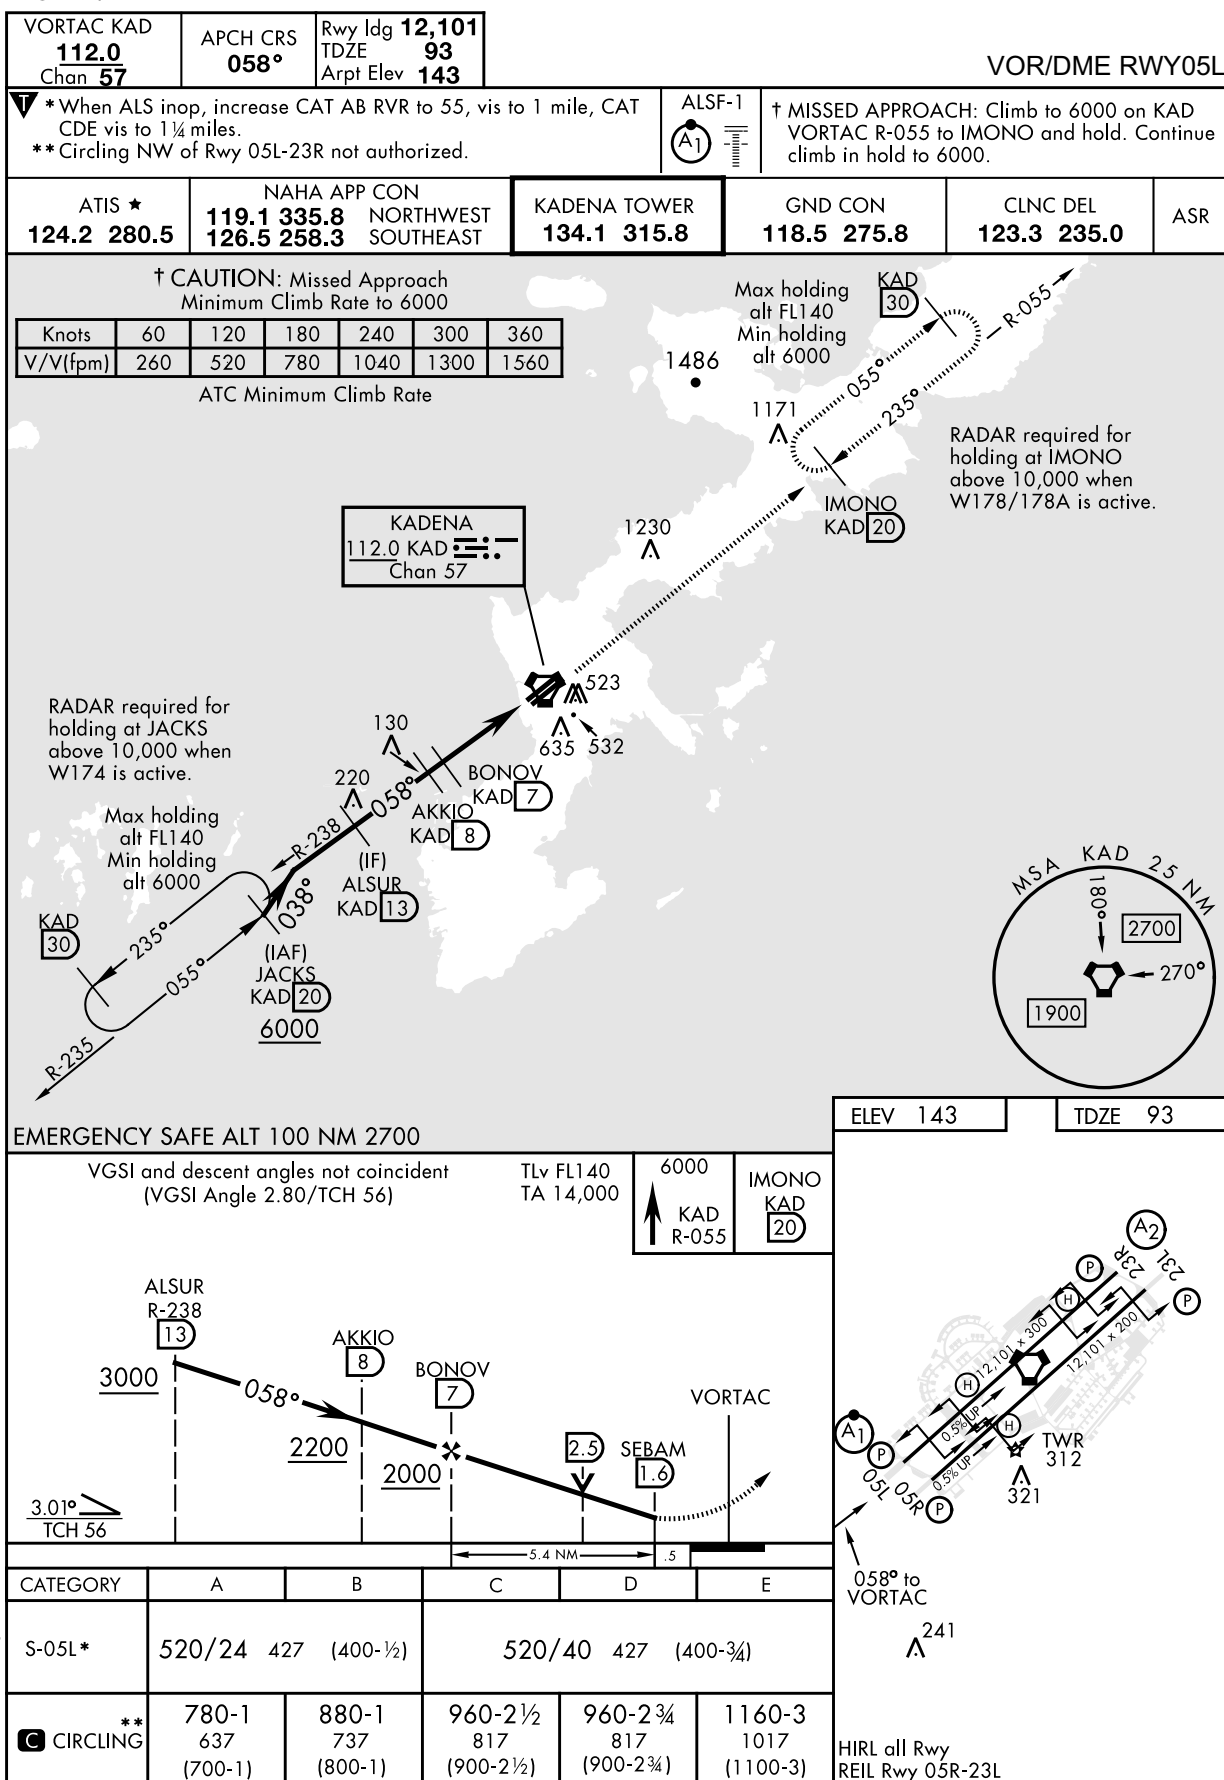 VORTAC KAD
112.0
Chan 57
APCH CRS
058°
Rwy ldg 12,101
TDZE 93
Arpt Elev 143
VOR/DME RWY05L
T * When ALS inop, increase CAT AB RVR to 55, vis to 1 mile, CAT
CDE vis to 1¼ miles.
** Circling NW of Rwy 05L-23R not authorized.
ALSF-1
A1
† MISSED APPROACH: Climb to 6000 on KAD
VORTAC R-055 to IMONO and hold. Continue
climb in hold to 6000.
ATIS ★
124.2 280.5
NAHA APP CON
119.1 335.8 NORTHWEST
126.5 258.3 SOUTHEAST
KADENA TOWER
134.1 315.8
GND CON
118.5 275.8
CLNC DEL
123.3 235.0
ASR
† CAUTION: Missed Approach
Minimum Climb Rate to 6000
Knots 60 120 180 240 300 360
V/V(fpm) 260 520 780 1040 1300 1560
ATC Minimum Climb Rate
Max holding
alt FL140
Min holding
alt 6000
KAD
30
R-055
1486
055°
235°
1171
RADAR required for
holding at IMONO
above 10,000 when
W178/178A is active.
IMONO
KAD 20
KADENA
112.0 KAD
Chan 57
1230
523
635
532
RADAR required for
holding at JACKS
above 10,000 when
W174 is active.
130
220
058°
BONOV
KAD 7
AKKIO
KAD 8
Max holding
alt FL140
Min holding
alt 6000
R-238
(IF)
ALSUR
KAD 13
038°
KAD
30
235°
055°
(IAF)
JACKS
KAD 20
6000
R-235
MSA KAD 25 NM
180°
2700
270°
1900
EMERGENCY SAFE ALT 100 NM 2700
ELEV 143
TDZE 93
VGSI and descent angles not coincident
(VGSI Angle 2.80/TCH 56)
TLv FL140
TA 14,000
6000
KAD
R-055
IMONO
KAD
20
ALSUR
R-238
13
AKKIO
8
BONOV
7
3000
058°
2200
2000
2.5
SEBAM
1.6
VORTAC
3.01°
TCH 56
5.4 NM
.5
A2
23R
23L
P
P
H
12,101 x 300
12,101 x 200
H
H
0.5% UP
0.5% UP
A1
P
05L
05R
P
TWR
312
321
058° to
VORTAC
241
CATEGORY A B C D E
S-05L* 520/24 427 (400-½) 520/40 427 (400-¾)
C CIRCLING **
780-1
637
(700-1)
880-1
737
(800-1)
960-2½
817
(900-2½)
960-2¾
817
(900-2¾)
1160-3
1017
(1100-3)
HIRL all Rwy
REIL Rwy 05R-23L